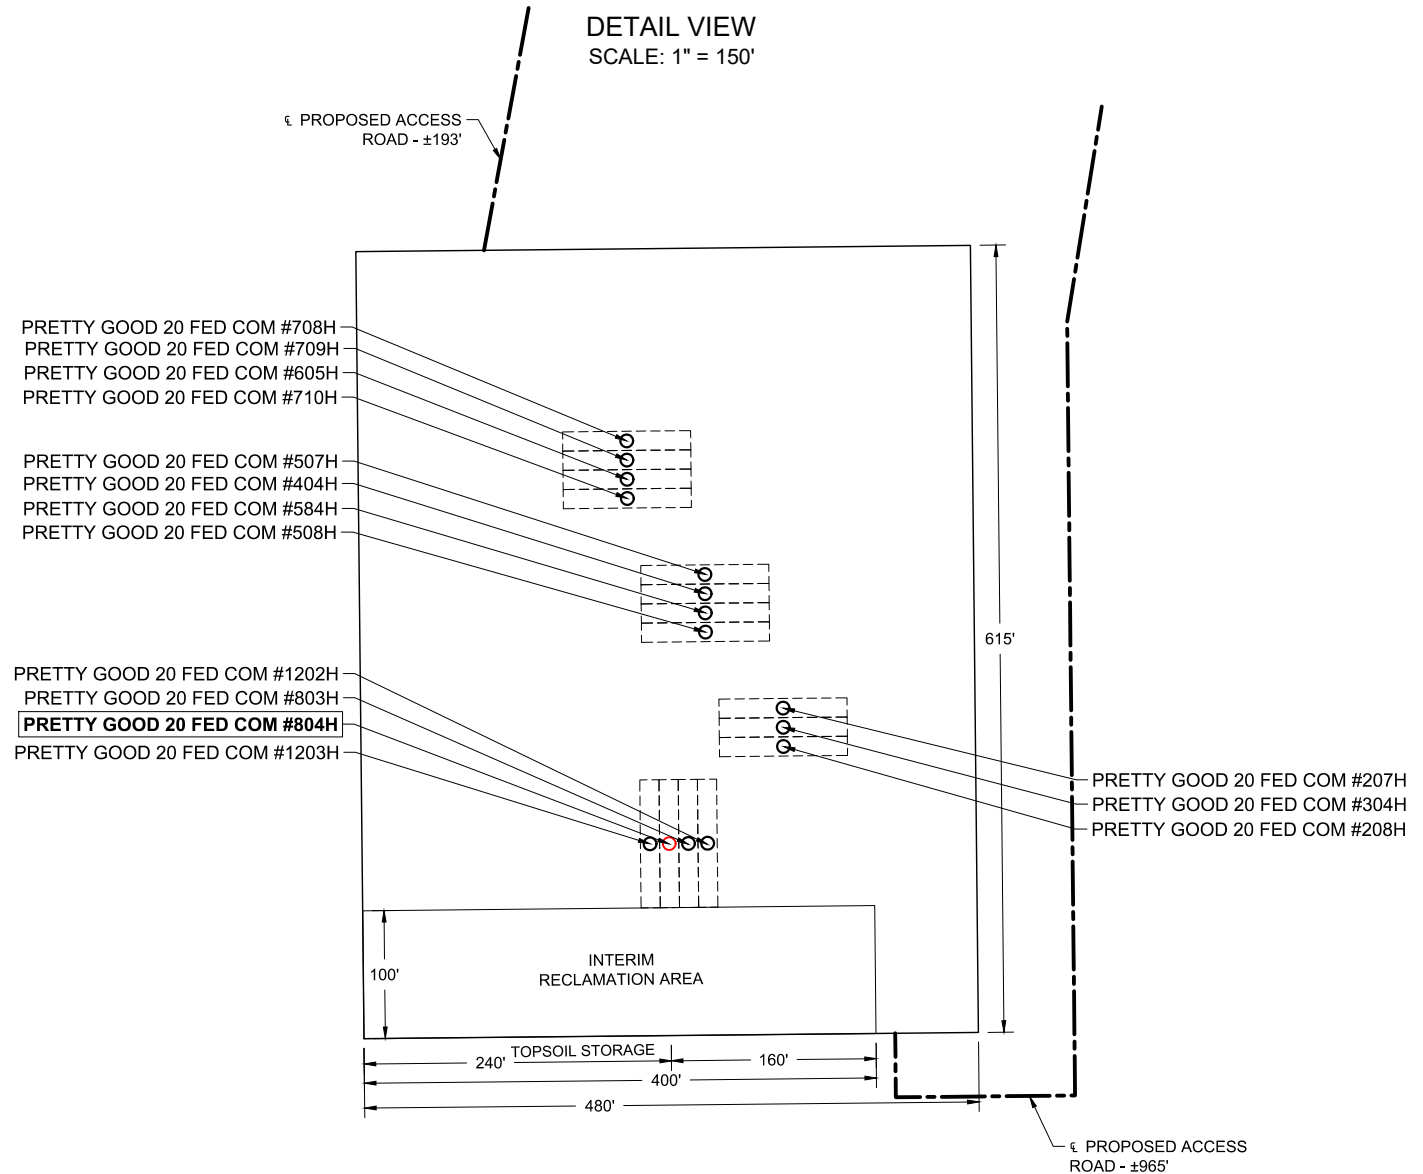 DETAIL VIEW
SCALE: 1" = 150'
℄ PROPOSED ACCESS
ROAD - ±193'
PRETTY GOOD 20 FED COM #708H
PRETTY GOOD 20 FED COM #709H
PRETTY GOOD 20 FED COM #605H
PRETTY GOOD 20 FED COM #710H
PRETTY GOOD 20 FED COM #507H
PRETTY GOOD 20 FED COM #404H
PRETTY GOOD 20 FED COM #584H
PRETTY GOOD 20 FED COM #508H
615'
PRETTY GOOD 20 FED COM #1202H
PRETTY GOOD 20 FED COM #803H
PRETTY GOOD 20 FED COM #804H
PRETTY GOOD 20 FED COM #1203H
PRETTY GOOD 20 FED COM #207H
PRETTY GOOD 20 FED COM #304H
PRETTY GOOD 20 FED COM #208H
INTERIM
RECLAMATION AREA
100'
TOPSOIL STORAGE
240'
160'
400'
480'
℄ PROPOSED ACCESS
ROAD - ±965'